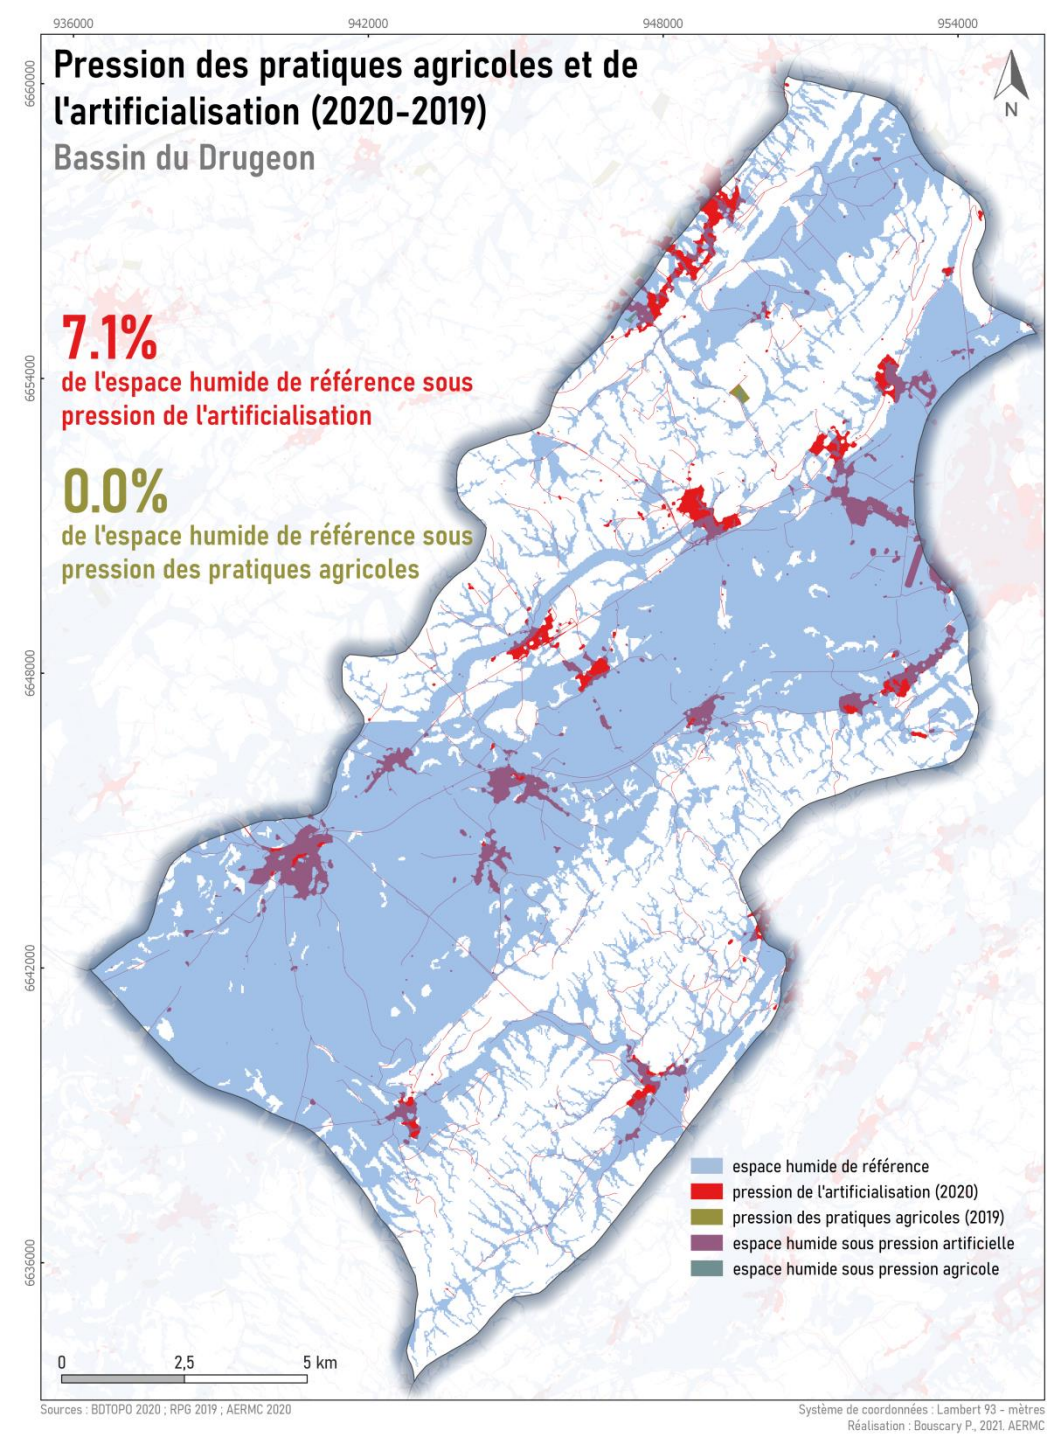 936000
942000
948000
954000
Pression des pratiques agricoles et de
l'artificialisation (2020-2019)
Bassin du Drugeon
N
6660000
7.1%
de l'espace humide de référence sous
pression de l'artificialisation
6654000
0.0%
de l'espace humide de référence sous
pression des pratiques agricoles
6648000
6642000
espace humide de référence
pression de l'artificialisation (2020)
pression des pratiques agricoles (2019)
espace humide sous pression artificielle
espace humide sous pression agricole
6636000
0 2,5 5 km
Sources : BDTOPO 2020 ; RPG 2019 ; AERMC 2020
Système de coordonnées : Lambert 93 - mètres
Réalisation : Bouscary P., 2021. AERMC